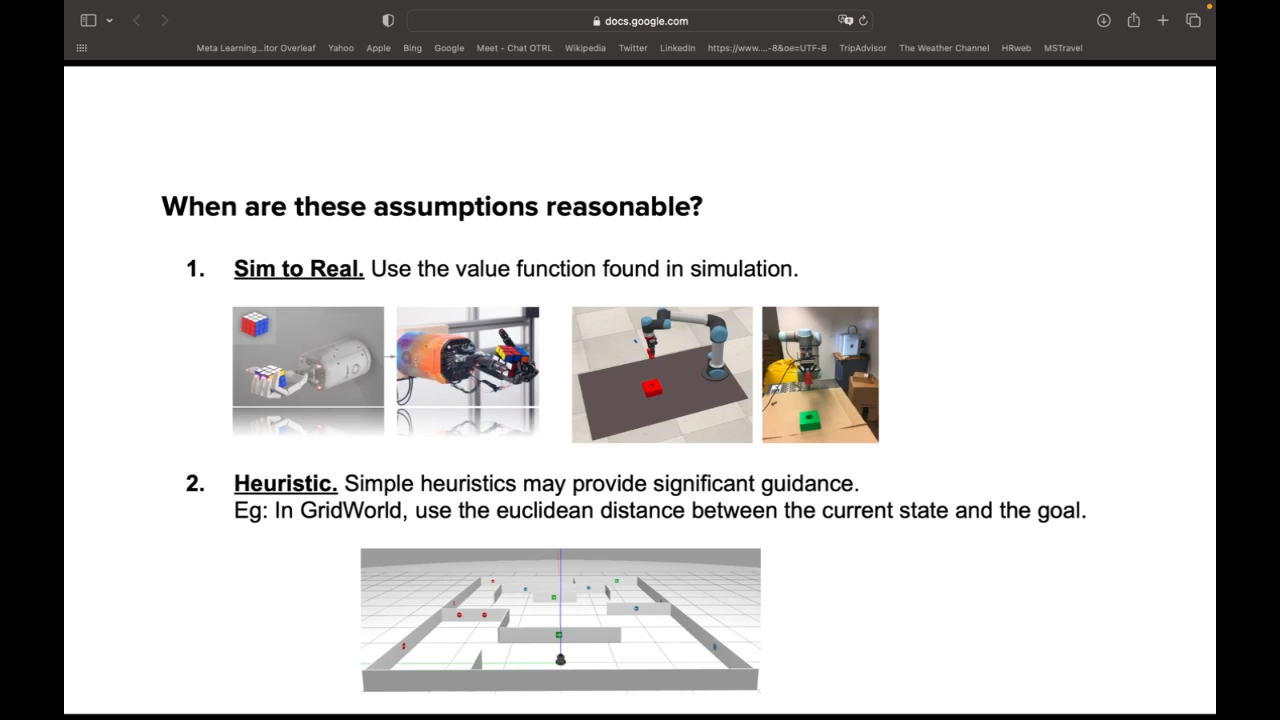 docs.google.com
Meta Learning...itor Overleaf Yahoo Apple Bing Google Meet - Chat OTRL Wikipedia Twitter LinkedIn https://www....-8&oe=UTF-8 TripAdvisor The Weather Channel HRweb MSTravel
When are these assumptions reasonable?
1. Sim to Real. Use the value function found in simulation.
2. Heuristic. Simple heuristics may provide significant guidance.
Eg: In GridWorld, use the euclidean distance between the current state and the goal.